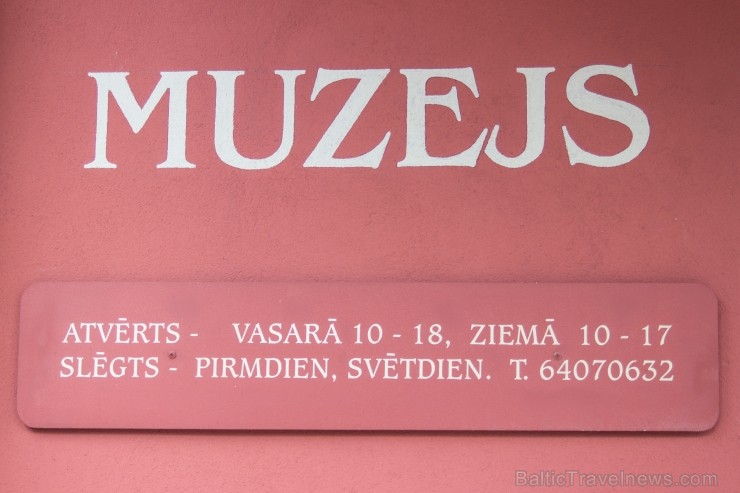 MUZEJS
ATVĒRTS - VASARĀ 10 - 18, ZIEMĀ 10 - 17
SLĒGTS - PIRMDIEN, SVĒTDIEN. T. 64070632
BalticTravelnews.com